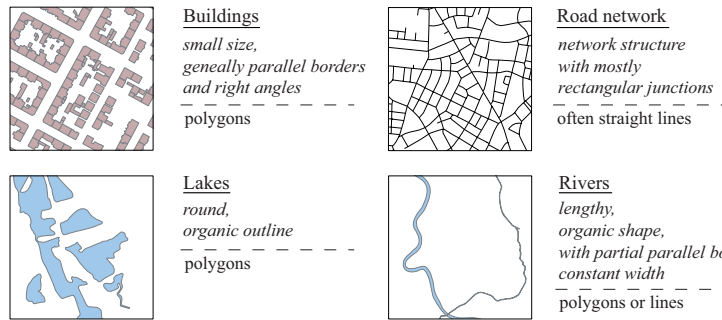 Buildings
small size,
geneally parallel borders
and right angles
polygons
Road network
network structure
with mostly
rectangular junctions
often straight lines
Lakes
round,
organic outline
polygons
Rivers
lengthy,
organic shape,
with partial parallel bo
constant width
polygons or lines